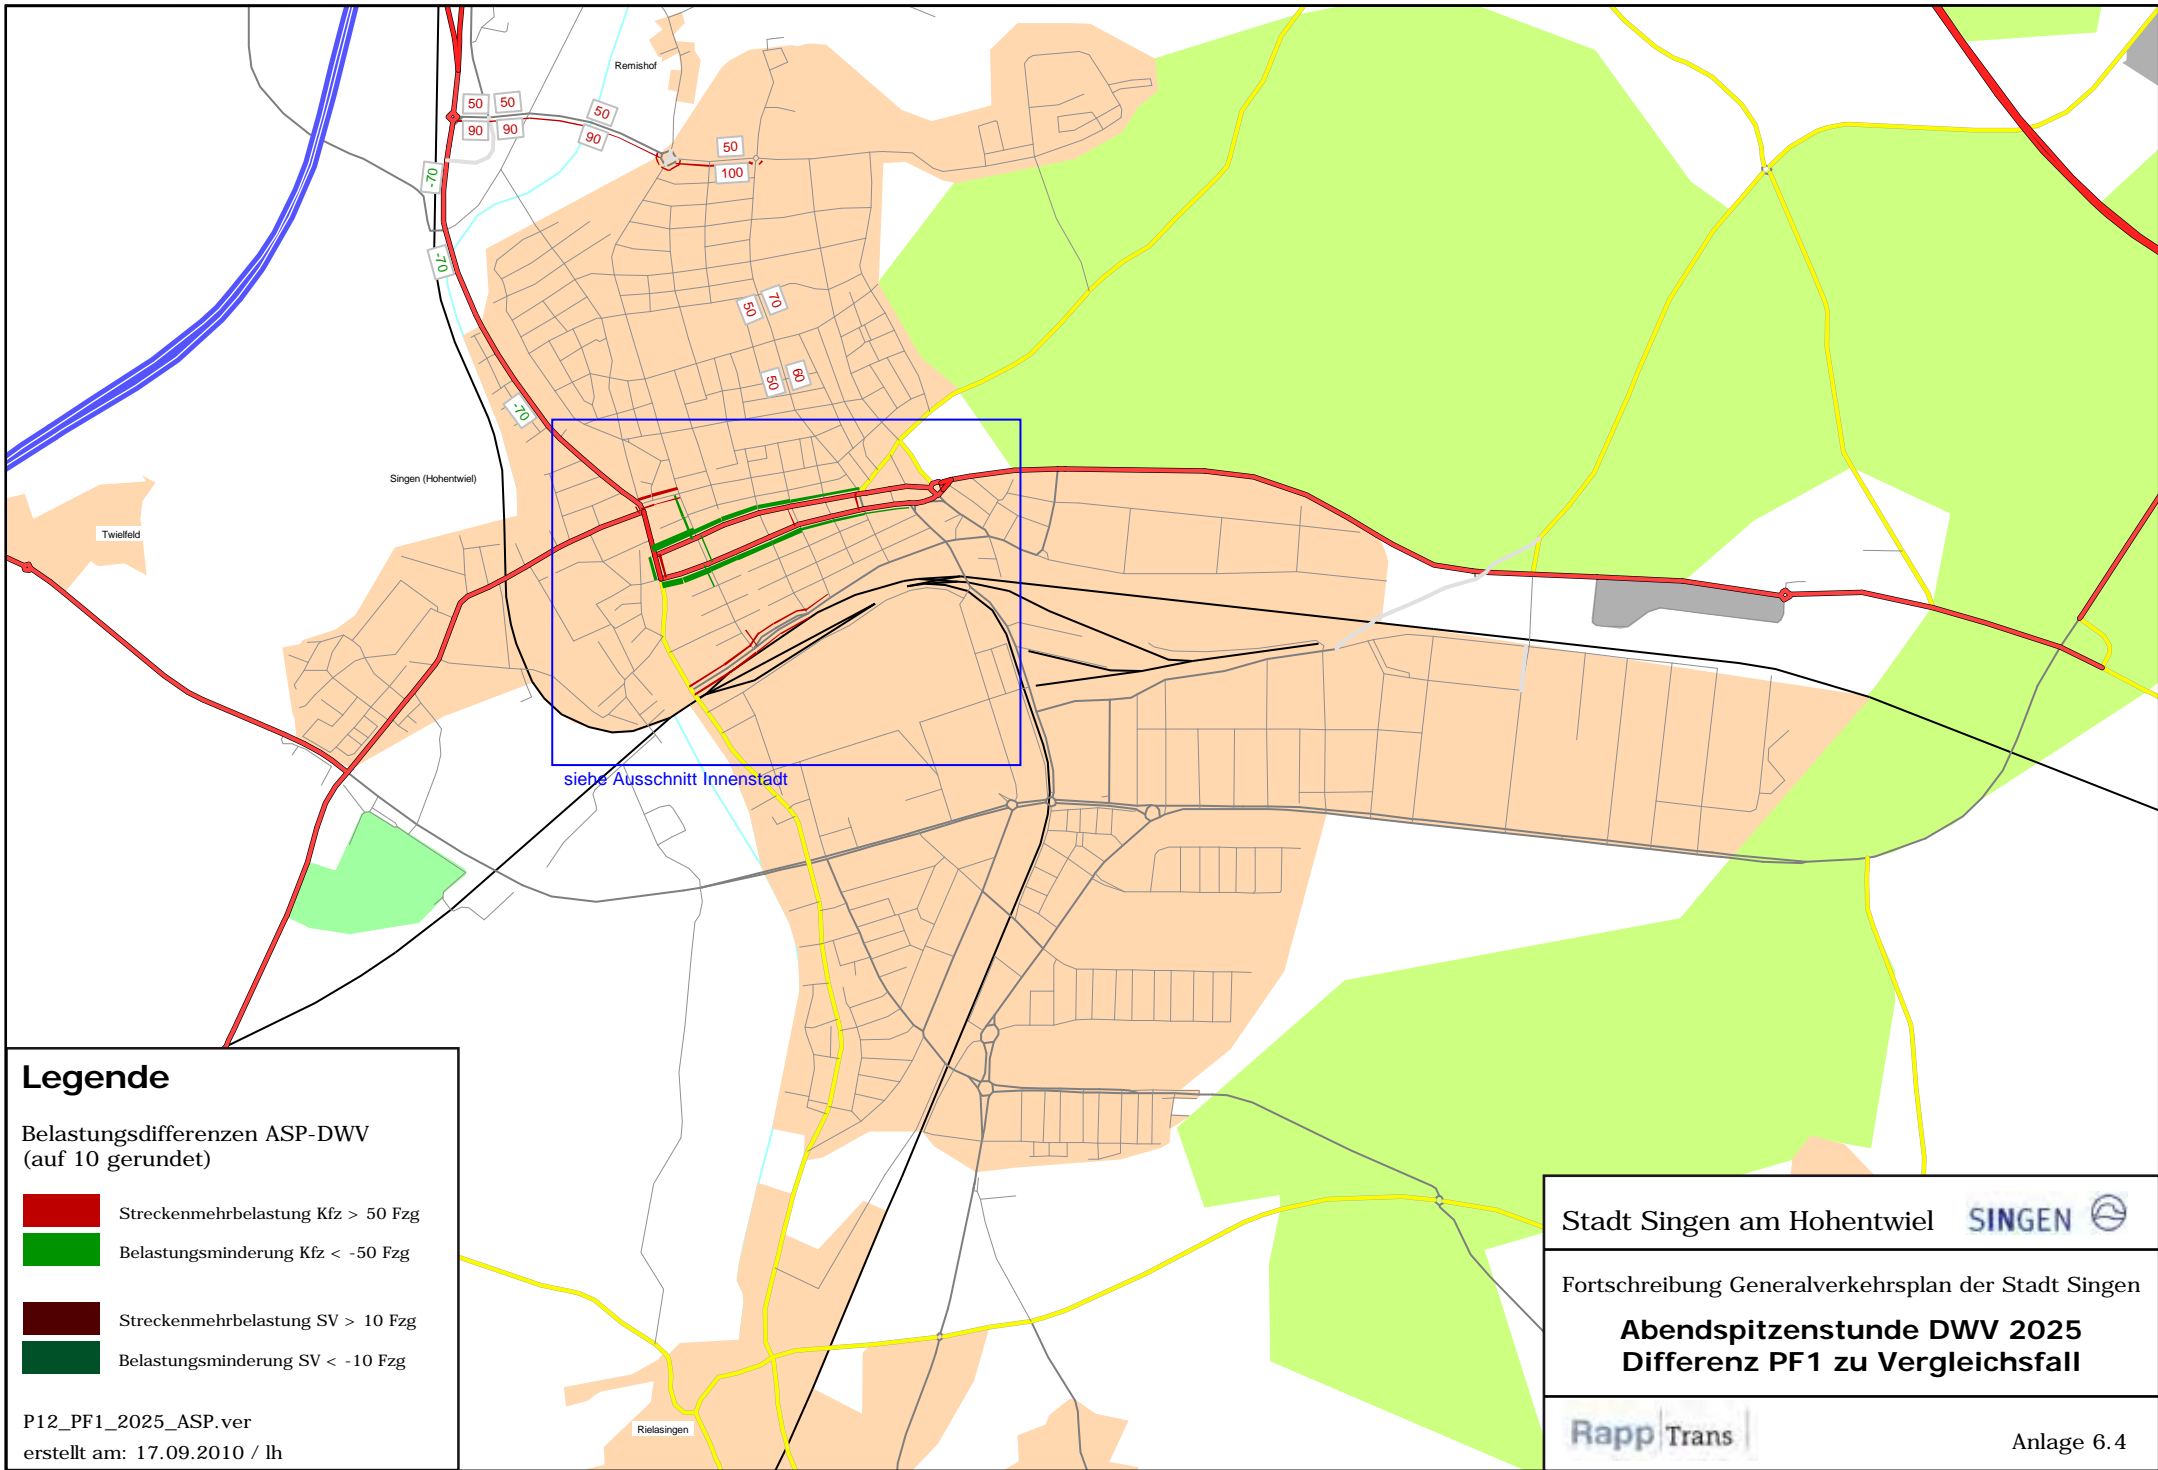 Remishof
50 50
50
90 90
90
50
100
-70
-70
50 70
50 60
-70
Singen (Hohentwiel)
Twielfeld
siehe Ausschnitt Innenstadt
Rielasingen
Legende
Belastungsdifferenzen ASP-DWV
(auf 10 gerundet)
Streckenmehrbelastung Kfz > 50 Fzg
Belastungsminderung Kfz < -50 Fzg
Streckenmehrbelastung SV > 10 Fzg
Belastungsminderung SV < -10 Fzg
P12_PF1_2025_ASP.ver
erstellt am: 17.09.2010 / lh
Stadt Singen am Hohentwiel SINGEN
Fortschreibung Generalverkehrsplan der Stadt Singen
Abendspitzenstunde DWV 2025
Differenz PF1 zu Vergleichsfall
Rapp Trans
Anlage 6.4